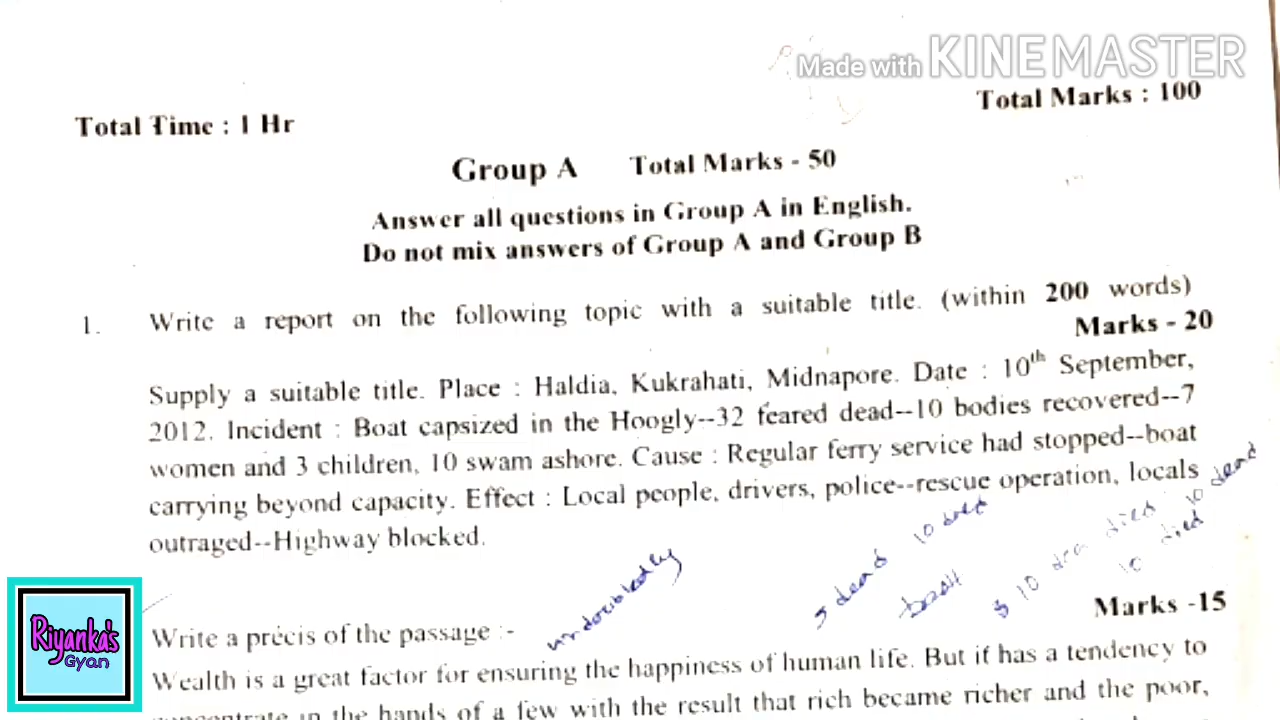 Made with KINEMASTER
Total Marks : 100
Total Time : 1 Hr
Group A Total Marks - 50
Answer all questions in Group A in English.
Do not mix answers of Group A and Group B
1. Write a report on the following topic with a suitable title. (within 200 words)
Marks - 20
Supply a suitable title. Place : Haldia, Kukrahati, Midnapore. Date : 10th September,
2012. Incident : Boat capsized in the Hoogly--32 feared dead--10 bodies recovered--7
women and 3 children, 10 swam ashore. Cause : Regular ferry service had stopped--boat
carrying beyond capacity. Effect : Local people, drivers, police--rescue operation, locals
outraged--Highway blocked.
10 dead
10 died
Marks -15
Write a précis of the passage :-
Wealth is a great factor for ensuring the happiness of human life. But if has a tendency to
concentrate in the hands of a few with the result that rich became richer and the poor,
Riyanka's
Gyan